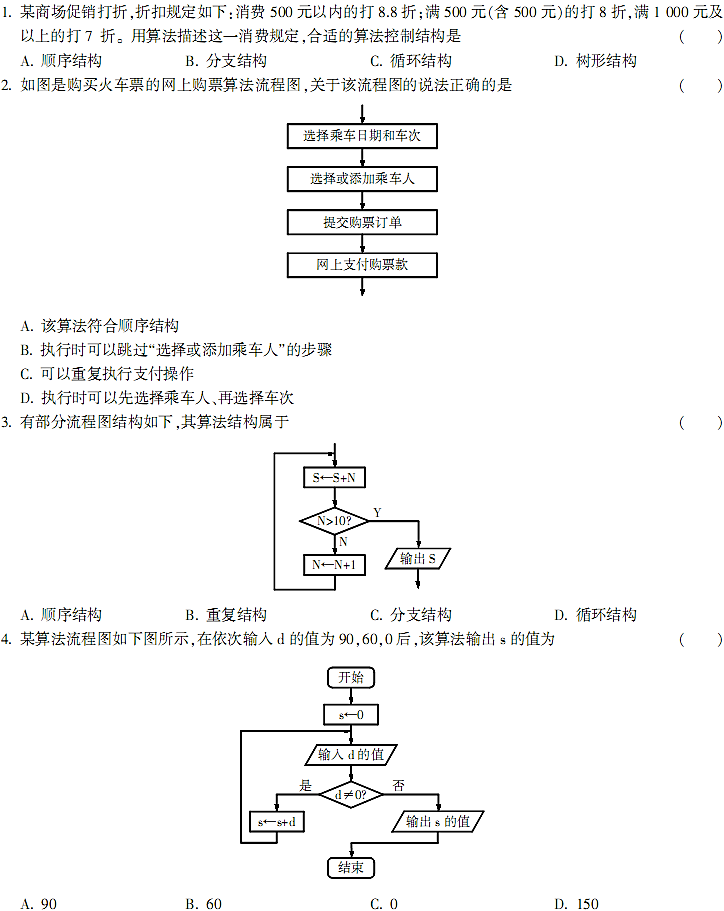 1. 某商场促销打折,折扣规定如下:消费 500 元以内的打 8.8 折;满 500 元(含 500 元)的打 8 折,满 1 000 元及
以上的打 7 折。用算法描述这一消费规定,合适的算法控制结构是 ( )
A. 顺序结构 B. 分支结构 C. 循环结构 D. 树形结构
2. 如图是购买火车票的网上购票算法流程图,关于该流程图的说法正确的是 ( )
选择乘车日期和车次
选择或添加乘车人
提交购票订单
网上支付购票款
A. 该算法符合顺序结构
B. 执行时可以跳过“选择或添加乘车人”的步骤
C. 可以重复执行支付操作
D. 执行时可以先选择乘车人、再选择车次
3. 有部分流程图结构如下,其算法结构属于 ( )
S←S+N
N>10?
Y
N
N←N+1
输出 S
A. 顺序结构 B. 重复结构 C. 分支结构 D. 循环结构
4. 某算法流程图如下图所示,在依次输入 d 的值为 90,60,0 后,该算法输出 s 的值为 ( )
开始
s←0
输入 d 的值
是 d≠0? 否
s←s+d 输出 s 的值
结束
A. 90 B. 60 C. 0 D. 150